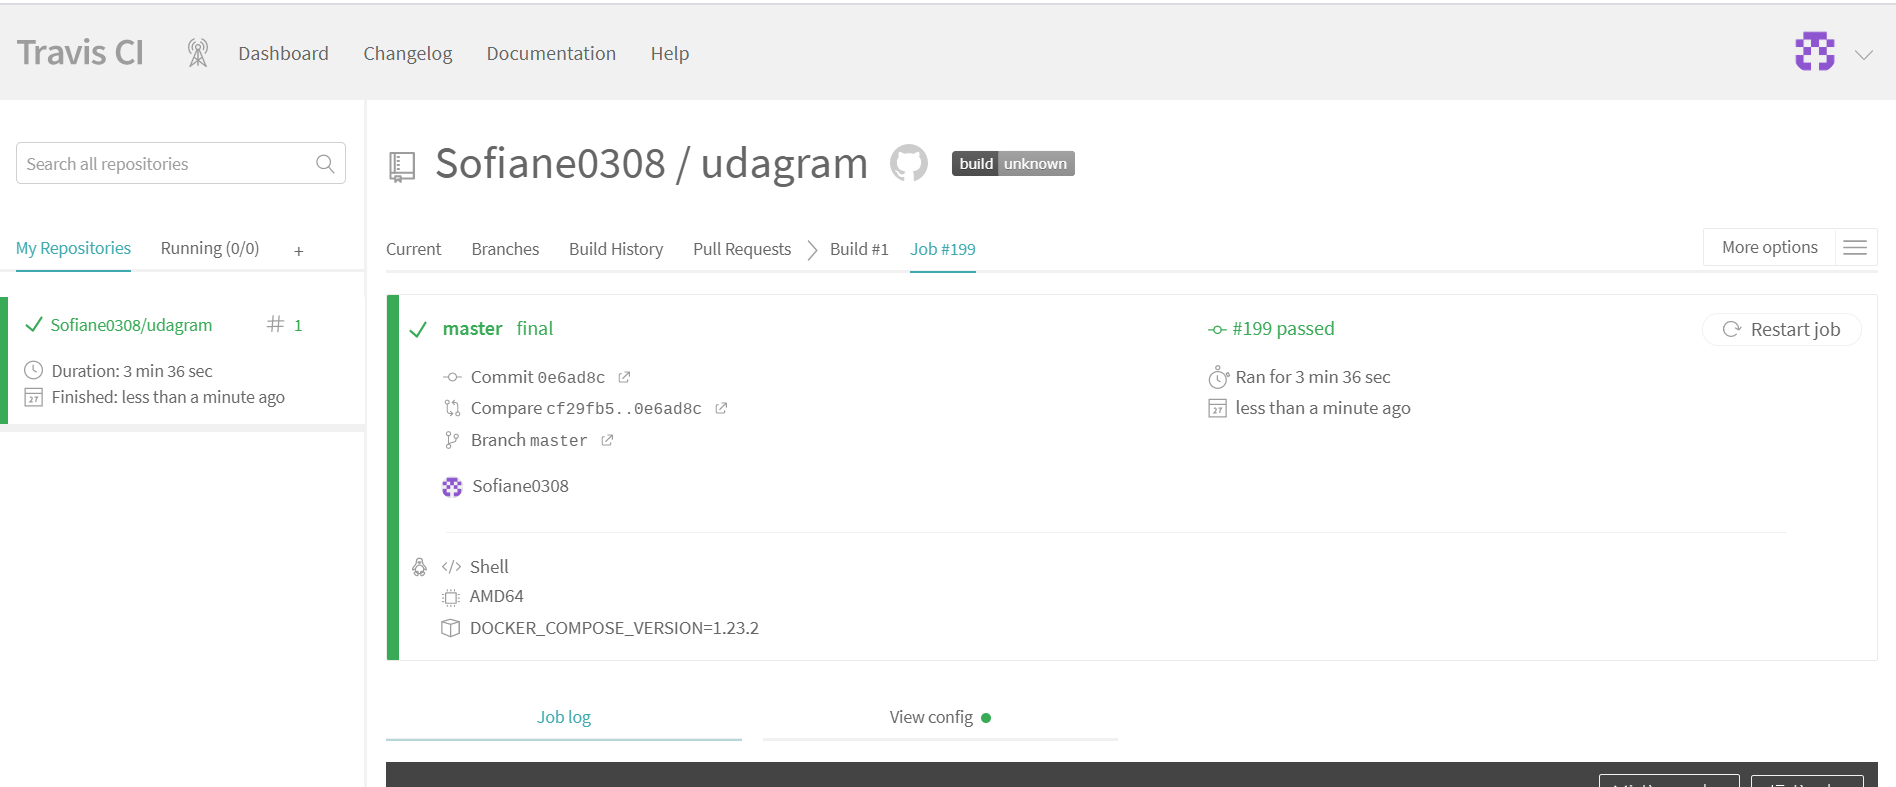 Travis CI
Dashboard
Changelog
Documentation
Help
Search all repositories
My Repositories
Running (0/0)
+
Sofiane0308/udagram
# 1
Duration: 3 min 36 sec
27
Finished: less than a minute ago
Sofiane0308 / udagram
build unknown
Current
Branches
Build History
Pull Requests
Build #1
Job #199
More options
master final
#199 passed
Restart job
Commit 0e6ad8c
Ran for 3 min 36 sec
Compare cf29fb5..0e6ad8c
27
less than a minute ago
Branch master
Sofiane0308
</> Shell
AMD64
DOCKER_COMPOSE_VERSION=1.23.2
Job log
View config